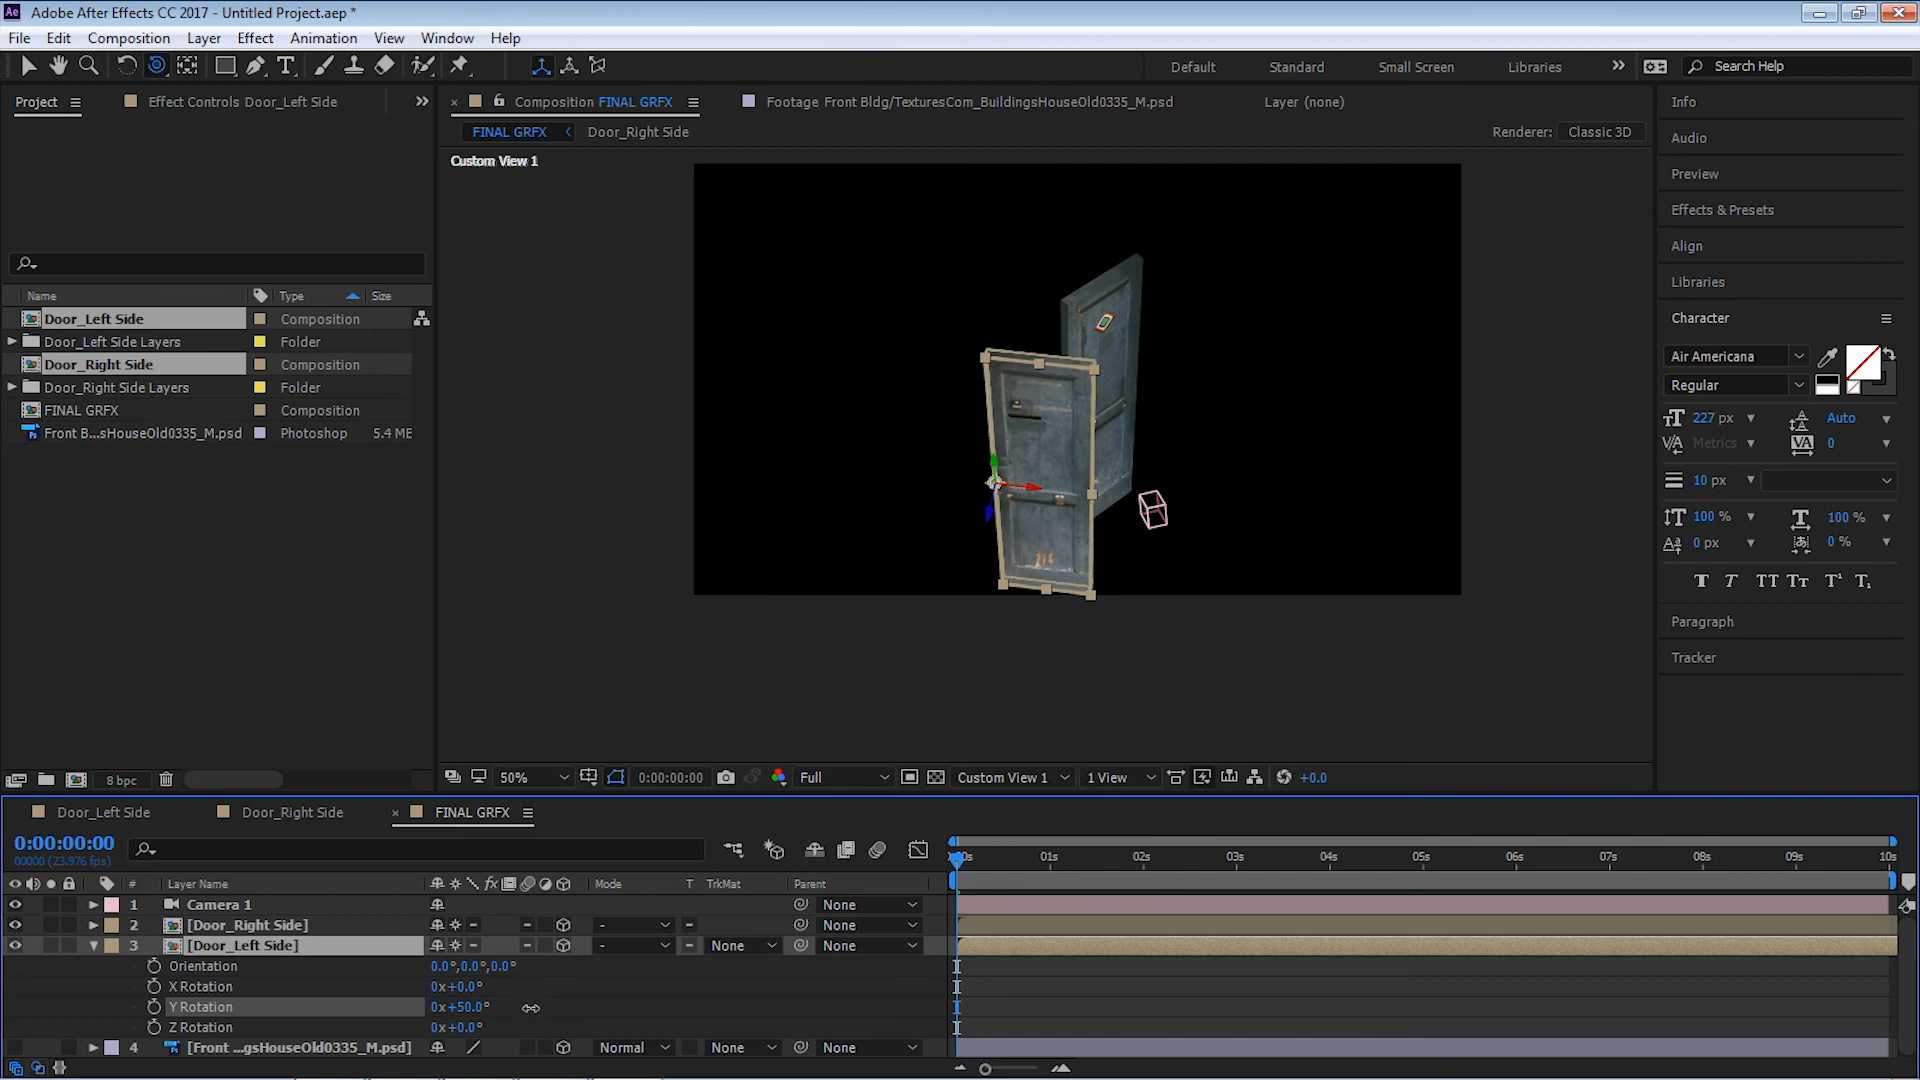 Adobe After Effects CC 2017 - Untitled Project.aep *
File Edit Composition Layer Effect Animation View Window Help
Default Standard Small Screen Libraries Search Help
Project Effect Controls Door_Left Side
Composition FINAL GRFX Footage Front Bldg/TexturesCom_BuildingsHouseOld0335_M.psd Layer (none)
FINAL GRFX Door_Right Side Renderer: Classic 3D
Custom View 1
Name Type Size
Door_Left Side Composition
Door_Left Side Layers Folder
Door_Right Side Composition
Door_Right Side Layers Folder
FINAL GRFX Composition
Front B...sHouseOld0335_M.psd Photoshop 5.4 ME
8 bpc
50% 0:00:00:00 Full Custom View 1 1 View +0.0
Info
Audio
Preview
Effects & Presets
Align
Libraries
Character
Air Americana
Regular
227 px Auto
Metrics 0
10 px
100 % 100 %
0 px 0 %
T T TT Tт T¹ T₁
Paragraph
Tracker
Door_Left Side Door_Right Side FINAL GRFX
0:00:00:00
00000 (23.976 fps)
01s 02s 03s 04s 05s 06s 07s 08s 09s 10s
# Layer Name Mode T TrkMat Parent
1 Camera 1 None
2 [Door_Right Side] - None
3 [Door_Left Side] - None None
Orientation 0.0°,0.0°,0.0°
X Rotation 0x+0.0°
Y Rotation 0x+50.0°
Z Rotation 0x+0.0°
4 [Front ...gsHouseOld0335_M.psd] Normal None None